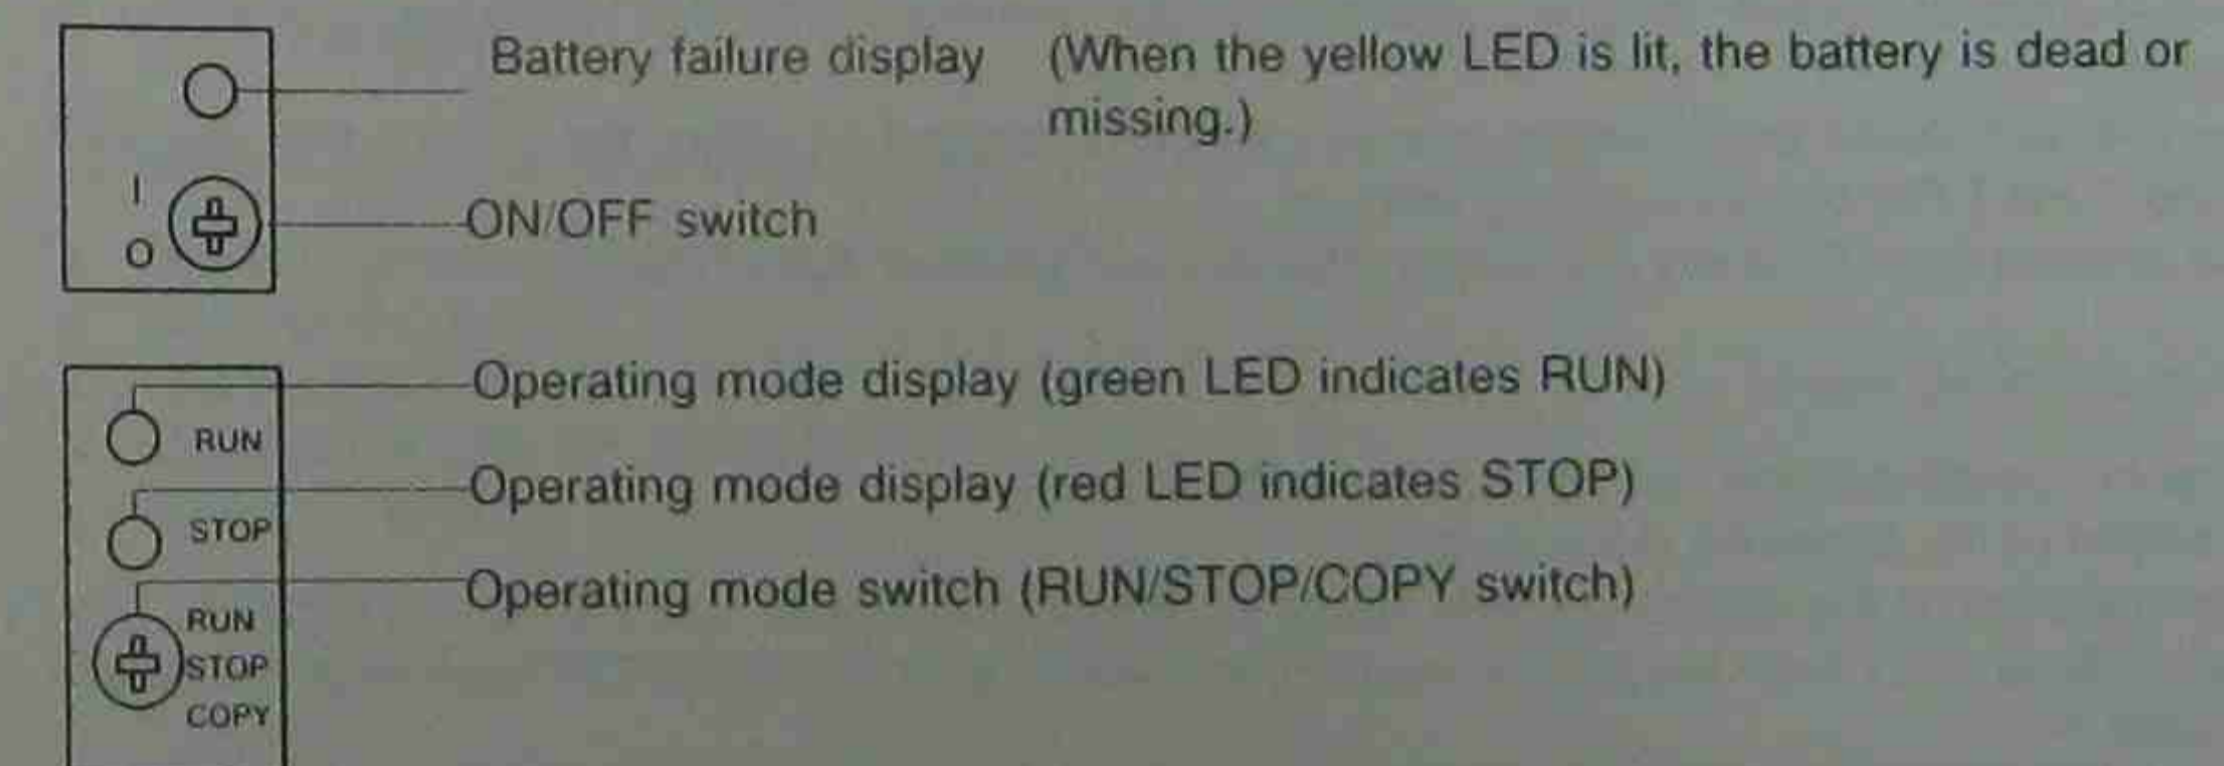 Battery failure display (When the yellow LED is lit, the battery is dead or
missing.)
I
O
ON/OFF switch
Operating mode display (green LED indicates RUN)
RUN
Operating mode display (red LED indicates STOP)
STOP
Operating mode switch (RUN/STOP/COPY switch)
RUN
STOP
COPY